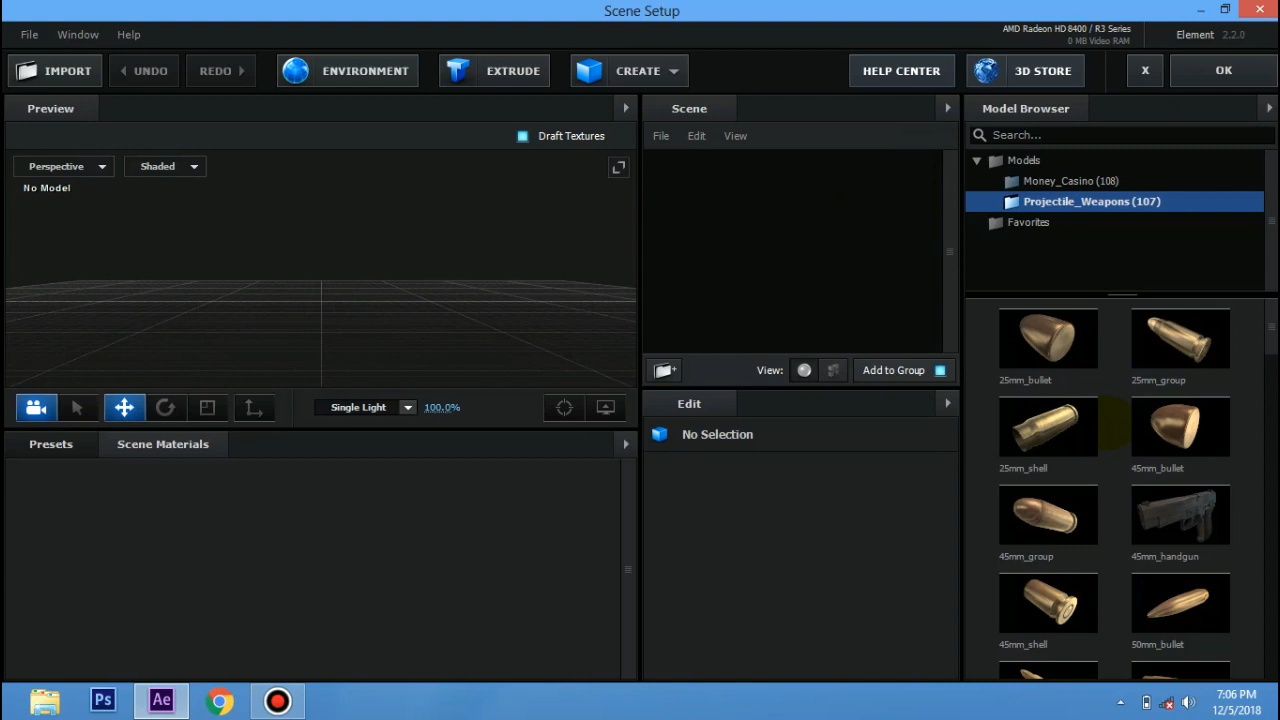 Scene Setup
File Window Help
AMD Radeon HD 8400 / R3 Series
0 MB Video RAM
Element 2.2.0
IMPORT UNDO REDO ENVIRONMENT EXTRUDE CREATE HELP CENTER 3D STORE X OK
Preview
Draft Textures
Perspective Shaded
No Model
Single Light 100.0%
Presets Scene Materials
Scene
File Edit View
View: Add to Group
Edit
No Selection
Model Browser
Search...
Models
Money_Casino (108)
Projectile_Weapons (107)
Favorites
25mm_bullet 25mm_group
25mm_shell 45mm_bullet
45mm_group 45mm_handgun
45mm_shell 50mm_bullet
Ps Ae
7:06 PM
12/5/2018